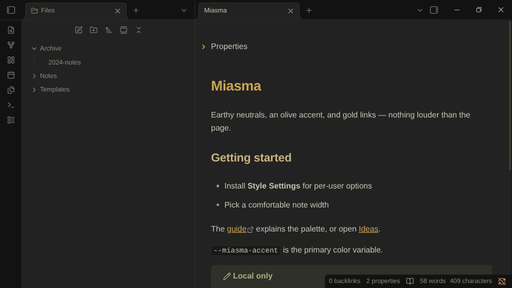 Files
Miasma
Archive
2024-notes
Notes
Templates
Properties
Miasma
Earthy neutrals, an olive accent, and gold links — nothing louder than the
page.
Getting started
Install Style Settings for per-user options
Pick a comfortable note width
The guide explains the palette, or open Ideas.
--miasma-accent is the primary color variable.
Local only
0 backlinks 2 properties 58 words 409 characters